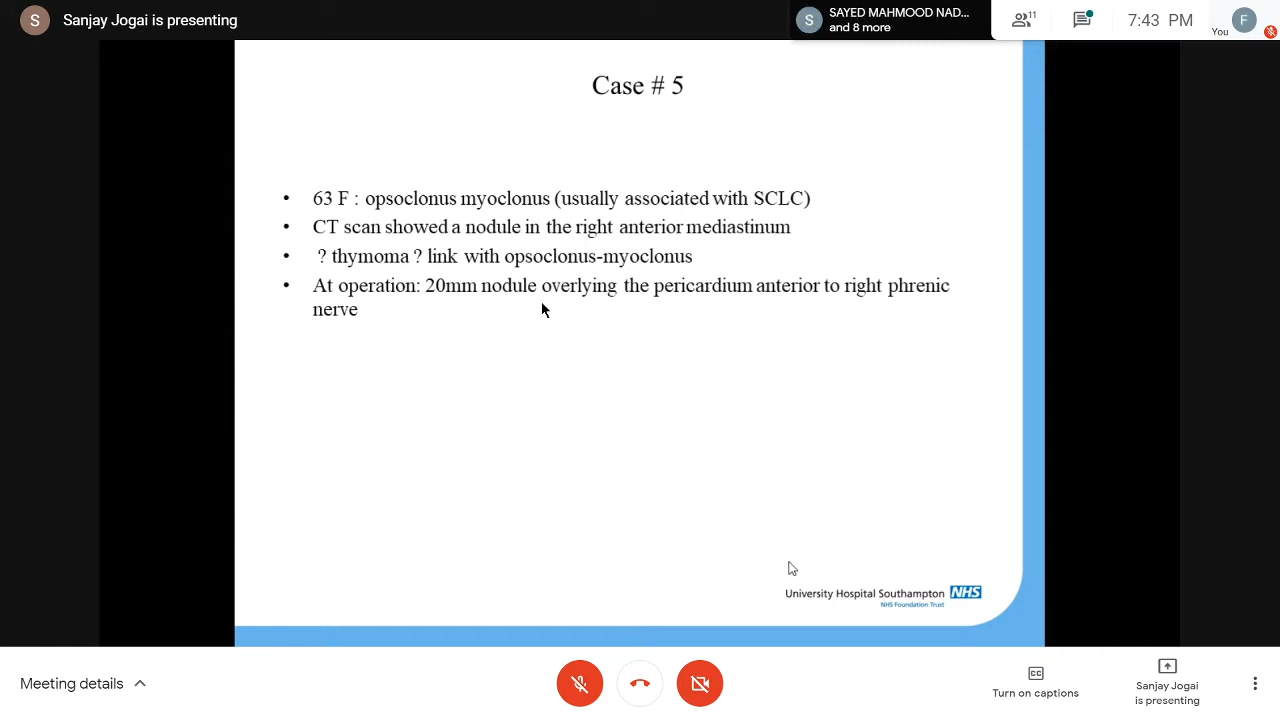 S Sanjay Jogai is presenting
S SAYED MAHMOOD NAD...
and 8 more
11
7:43 PM
You
F
Case # 5
• 63 F : opsoclonus myoclonus (usually associated with SCLC)
• CT scan showed a nodule in the right anterior mediastinum
• ? thymoma ? link with opsoclonus-myoclonus
• At operation: 20mm nodule overlying the pericardium anterior to right phrenic
nerve
University Hospital Southampton NHS
NHS Foundation Trust
Meeting details
CC
Turn on captions
Sanjay Jogai
is presenting